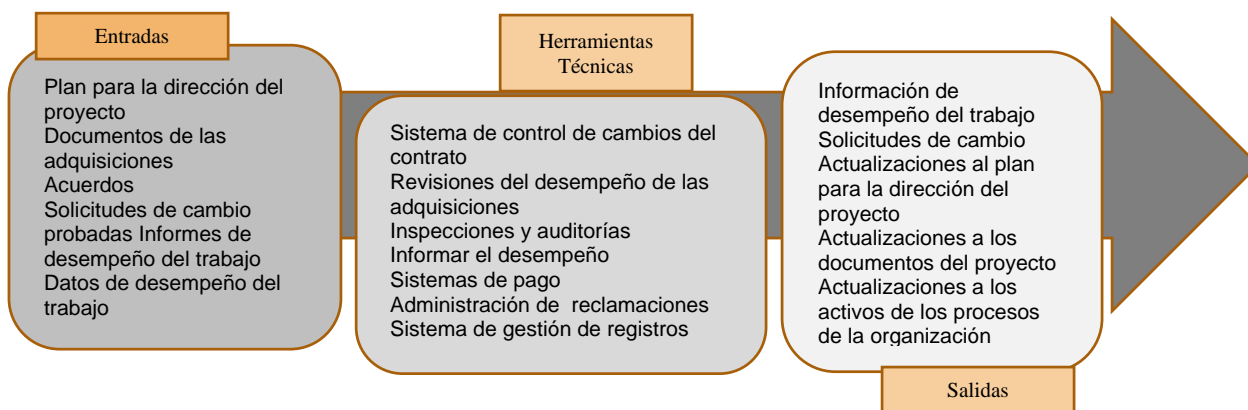 Entradas
Plan para la dirección del
proyecto
Documentos de las
adquisiciones
Acuerdos
Solicitudes de cambio
probadas Informes de
desempeño del trabajo
Datos de desempeño del
trabajo
Herramientas
Técnicas
Sistema de control de cambios del
contrato
Revisiones del desempeño de las
adquisiciones
Inspecciones y auditorías
Informar el desempeño
Sistemas de pago
Administración de reclamaciones
Sistema de gestión de registros
Información de
desempeño del trabajo
Solicitudes de cambio
Actualizaciones al plan
para la dirección del
proyecto
Actualizaciones a los
documentos del proyecto
Actualizaciones a los
activos de los procesos
de la organización
Salidas